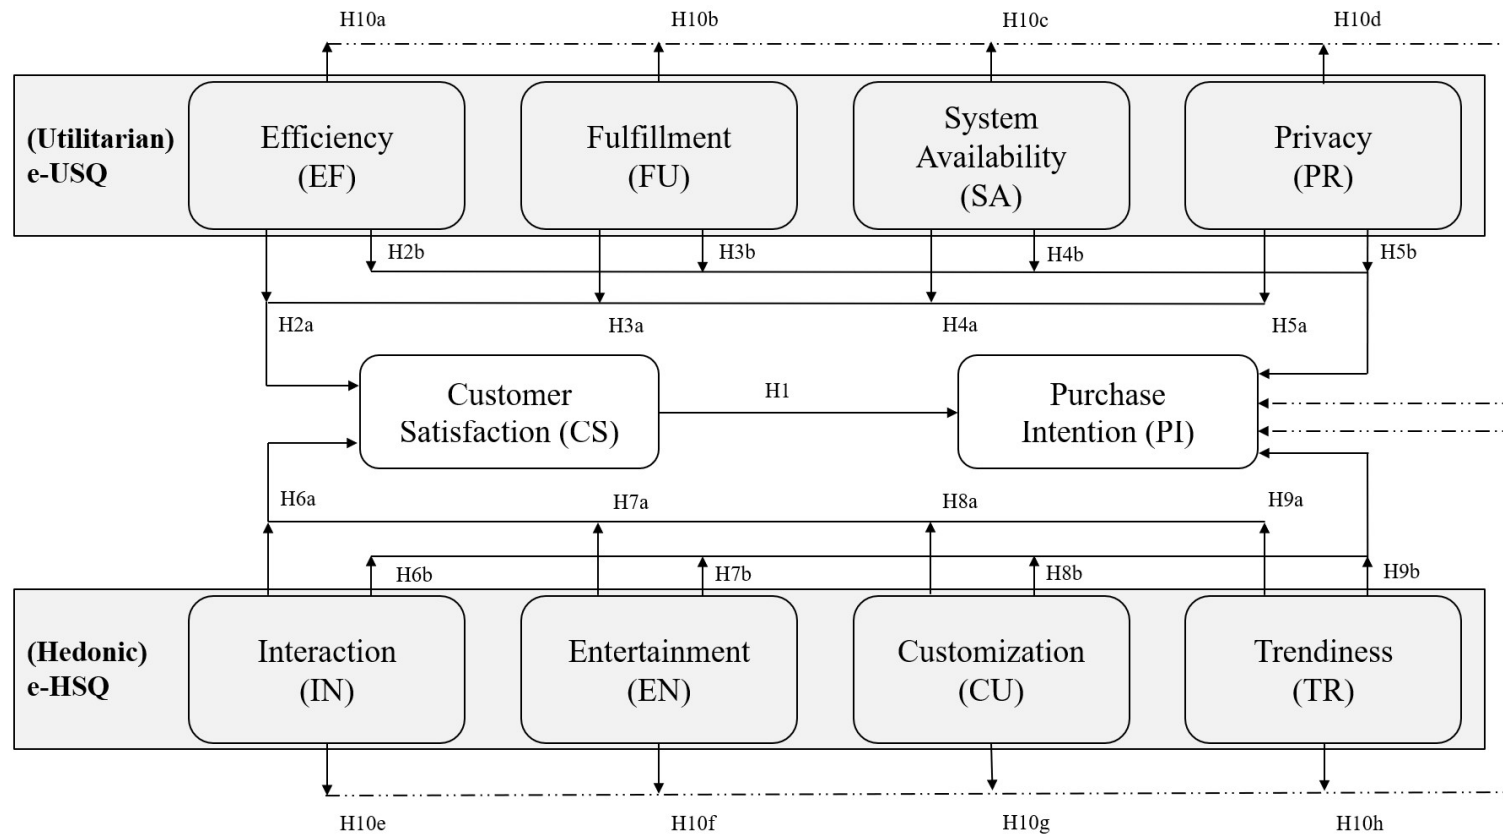 H10a
H10b
H10c
H10d
(Utilitarian)
e-USQ
Efficiency
(EF)
Fulfillment
(FU)
System
Availability
(SA)
Privacy
(PR)
H2b
H3b
H4b
H5b
H2a
H3a
H4a
H5a
Customer
Satisfaction (CS)
H1
Purchase
Intention (PI)
H6a
H7a
H8a
H9a
H6b
H7b
H8b
H9b
(Hedonic)
e-HSQ
Interaction
(IN)
Entertainment
(EN)
Customization
(CU)
Trendiness
(TR)
H10e
H10f
H10g
H10h